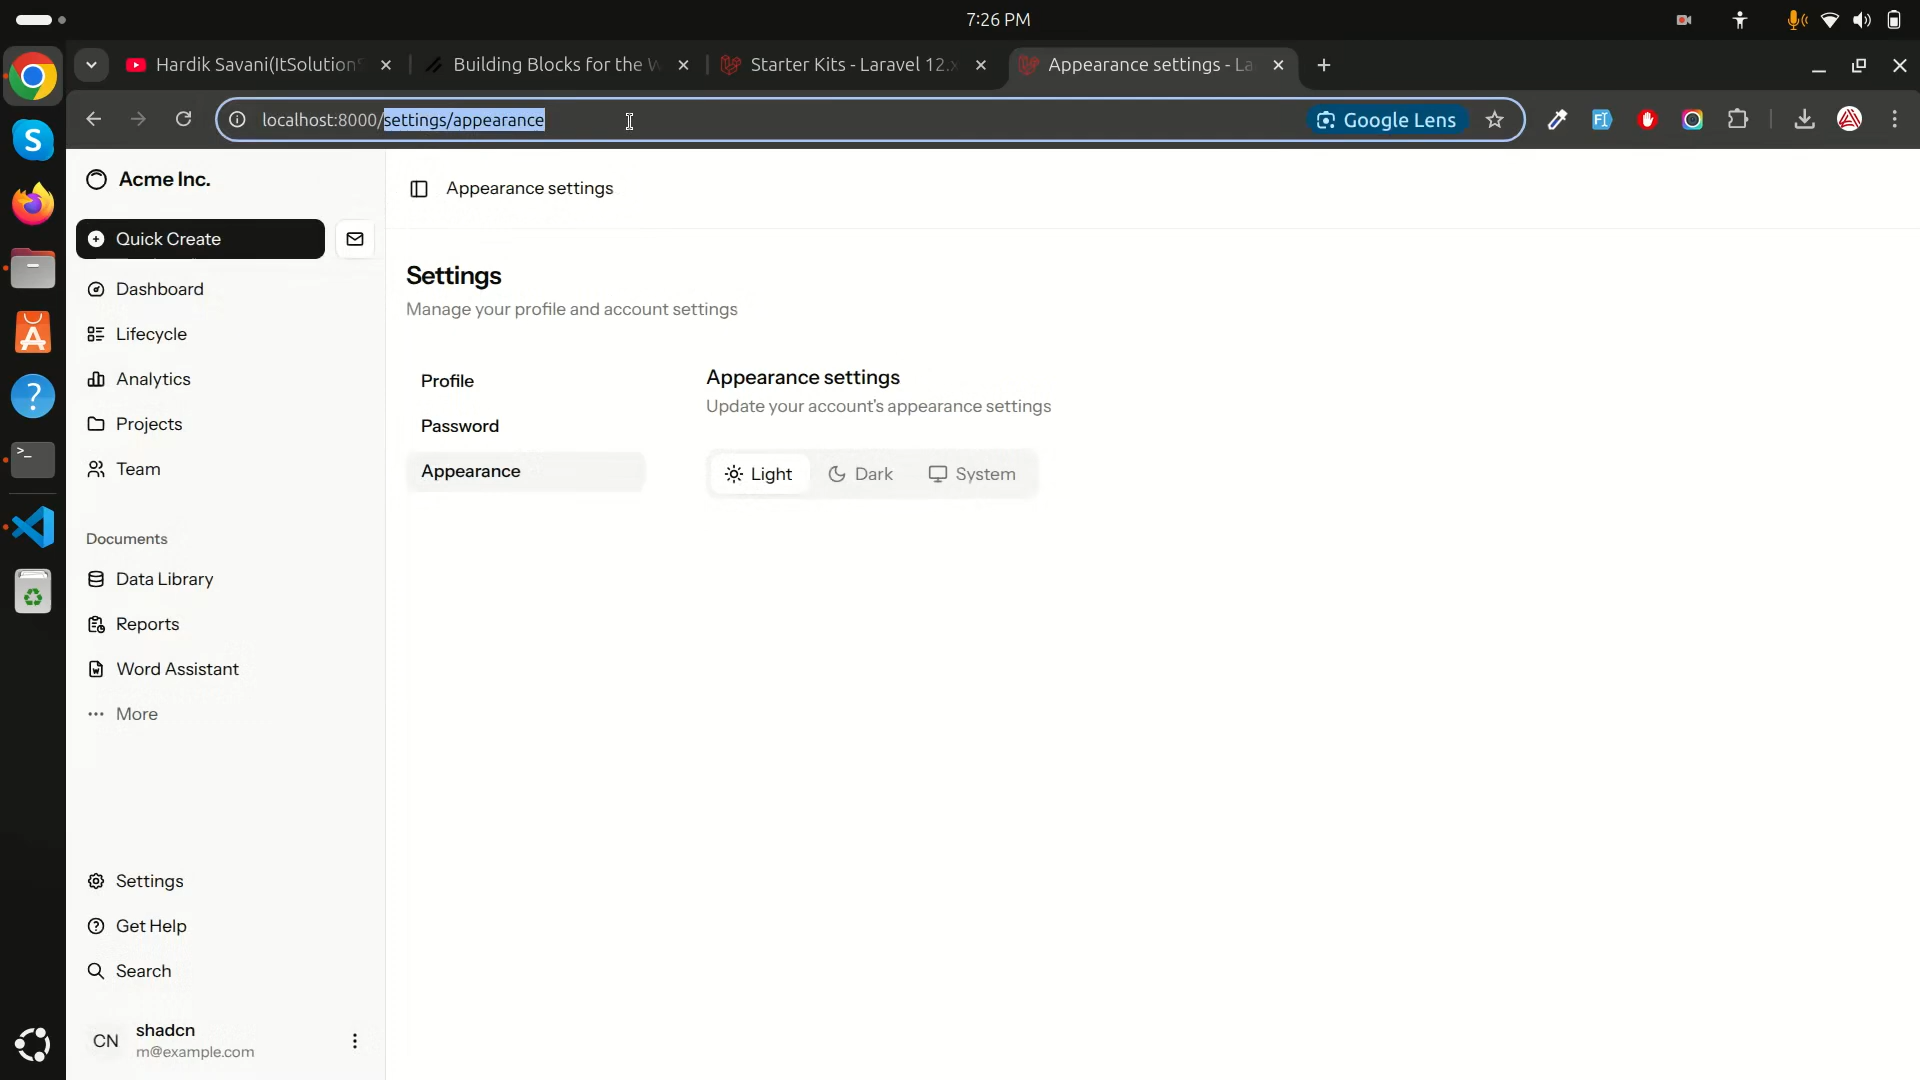 7:26 PM
Hardik Savani(ItSolutionS
Building Blocks for the W
Starter Kits - Laravel 12.x
Appearance settings - La
localhost:8000/settings/appearance
Google Lens
Acme Inc.
Appearance settings
Quick Create
Dashboard
Lifecycle
Analytics
Projects
Team
Documents
Data Library
Reports
Word Assistant
More
Settings
Get Help
Search
CN
shadcn
m@example.com
Settings
Manage your profile and account settings
Profile
Password
Appearance
Appearance settings
Update your account's appearance settings
Light
Dark
System